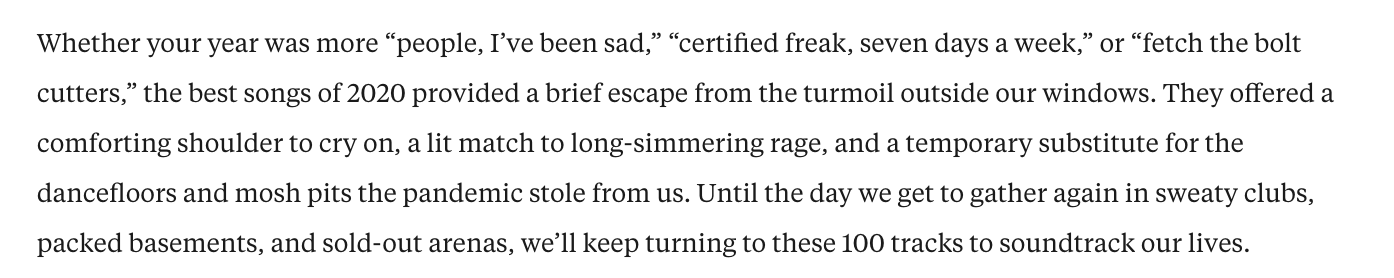 Whether your year was more “people, I’ve been sad,” “certified freak, seven days a week,” or “fetch the bolt
cutters,” the best songs of 2020 provided a brief escape from the turmoil outside our windows. They offered a
comforting shoulder to cry on, a lit match to long-simmering rage, and a temporary substitute for the
dancefloors and mosh pits the pandemic stole from us. Until the day we get to gather again in sweaty clubs,
packed basements, and sold-out arenas, we’ll keep turning to these 100 tracks to soundtrack our lives.